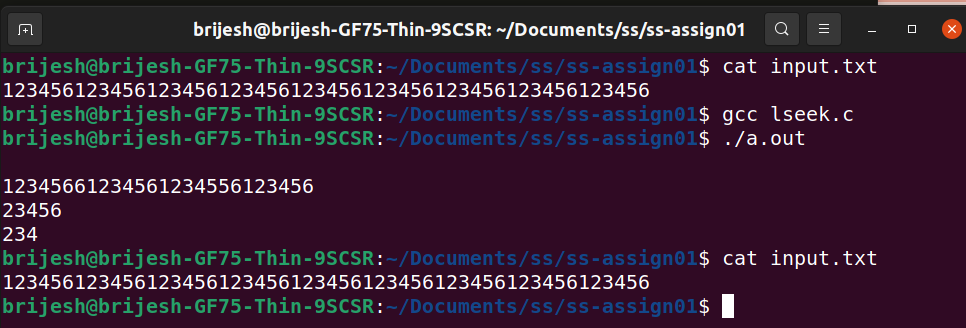 brijesh@brijesh-GF75-Thin-9SCSR: ~/Documents/ss/ss-assign01
brijesh@brijesh-GF75-Thin-9SCSR:~/Documents/ss/ss-assign01$ cat input.txt
123456123456123456123456123456123456123456123456123456
brijesh@brijesh-GF75-Thin-9SCSR:~/Documents/ss/ss-assign01$ gcc lseek.c
brijesh@brijesh-GF75-Thin-9SCSR:~/Documents/ss/ss-assign01$ ./a.out
12345661234561234556123456
23456
234
brijesh@brijesh-GF75-Thin-9SCSR:~/Documents/ss/ss-assign01$ cat input.txt
123456123456123456123456123456123456123456123456123456
brijesh@brijesh-GF75-Thin-9SCSR:~/Documents/ss/ss-assign01$